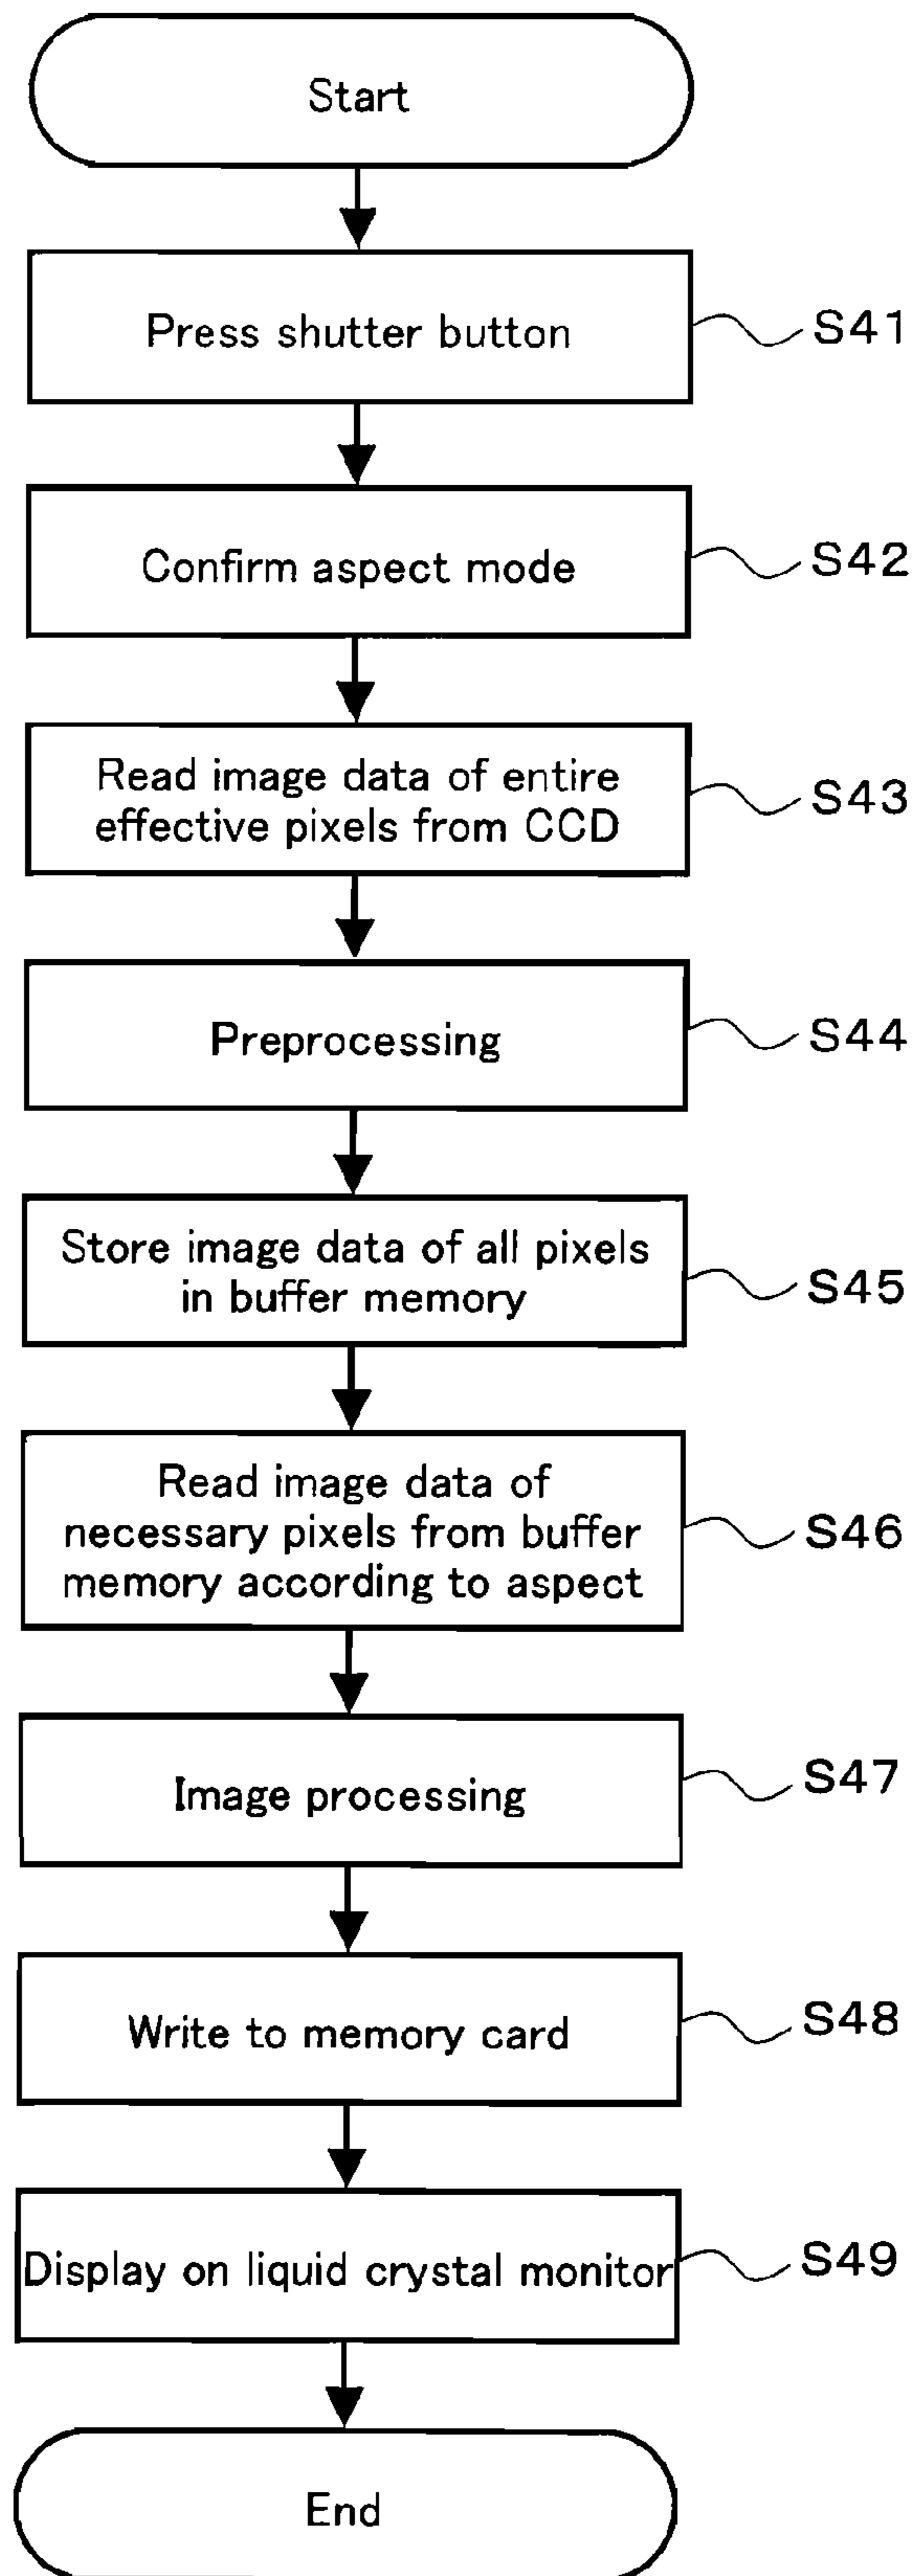 Start
Press shutter button
S41
Confirm aspect mode
S42
Read image data of entire
effective pixels from CCD
S43
Preprocessing
S44
Store image data of all pixels
in buffer memory
S45
Read image data of
necessary pixels from buffer
memory according to aspect
S46
Image processing
S47
Write to memory card
S48
Display on liquid crystal monitor
S49
End